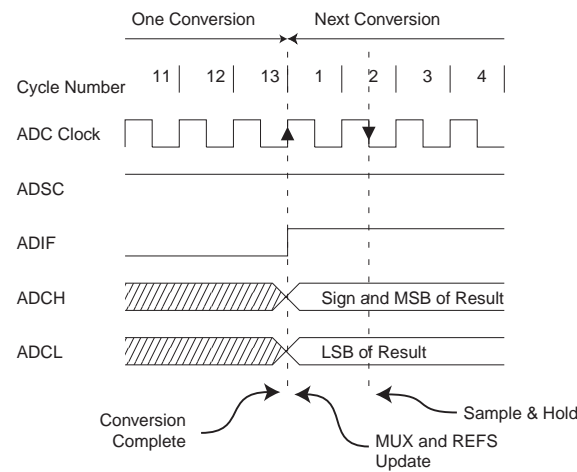 One Conversion Next Conversion
Cycle Number 11 12 13 1 2 3 4
ADC Clock
ADSC
ADIF
ADCH Sign and MSB of Result
ADCL LSB of Result
Conversion
Complete
MUX and REFS
Update
Sample & Hold